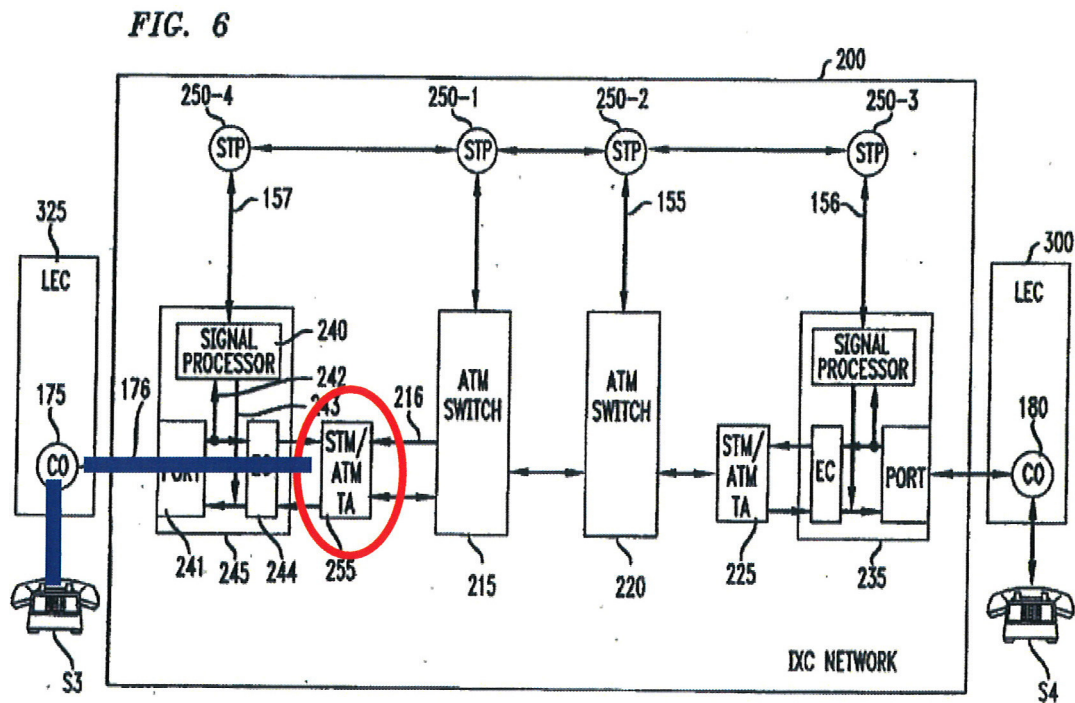 FIG. 6
200
250-4
250-1
250-2
250-3
STP
STP
STP
STP
157
155
156
325
LEC
300
LEC
SIGNAL
PROCESSOR
240
242
243
ATM
SWITCH
ATM
SWITCH
SIGNAL
PROCESSOR
175
176
216
180
CO
PORT
EC
STM/
ATM
TA
STM/
ATM
TA
EC
PORT
CO
241
245
244
255
215
220
225
235
S3
IXC NETWORK
S4